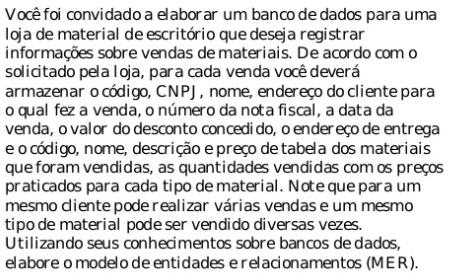 Você foi convidado a elaborar um banco de dados para uma
loja de material de escritório que deseja registrar
informações sobre vendas de materiais. De acordo com o
solicitado pela loja, para cada venda você deverá
armazenar o código, CNPJ, nome, endereço do cliente para
o qual fez a venda, o número da nota fiscal, a data da
venda, o valor do desconto concedido, o endereço de entrega
e o código, nome, descrição e preço de tabela dos materiais
que foram vendidas, as quantidades vendidas com os preços
praticados para cada tipo de material. Note que para um
mesmo cliente pode realizar várias vendas e um mesmo
tipo de material pode ser vendido diversas vezes.
Utilizando seus conhecimentos sobre bancos de dados,
elabore o modelo de entidades e relacionamentos (MER).